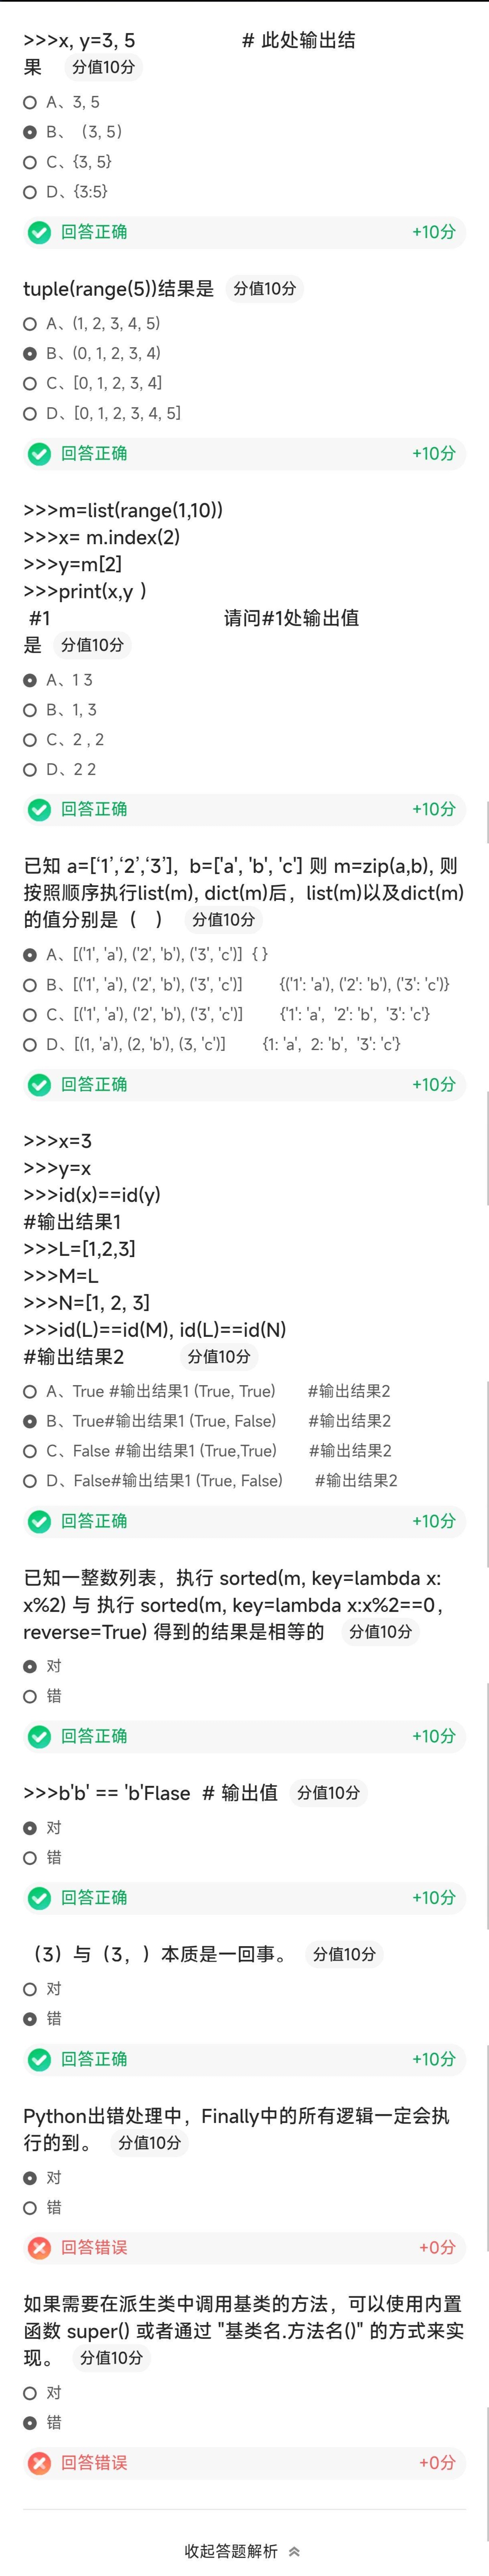 >>>x, y=3, 5 # 此处输出结
果 分值10分
A、3, 5
B、（3, 5）
C、{3, 5}
D、{3:5}
回答正确 +10分
tuple(range(5))结果是 分值10分
A、(1, 2, 3, 4, 5)
B、(0, 1, 2, 3, 4)
C、[0, 1, 2, 3, 4]
D、[0, 1, 2, 3, 4, 5]
回答正确 +10分
>>>m=list(range(1,10))
>>>x= m.index(2)
>>>y=m[2]
>>>print(x,y )
#1 请问#1处输出值
是 分值10分
A、1 3
B、1, 3
C、2 , 2
D、2 2
回答正确 +10分
已知 a=[‘1’,‘2’,‘3’]，b=['a', 'b', 'c'] 则 m=zip(a,b), 则
按照顺序执行list(m), dict(m)后，list(m)以及dict(m)
的值分别是（ ） 分值10分
A、[('1', 'a'), ('2', 'b'), ('3', 'c')] { }
B、[('1', 'a'), ('2', 'b'), ('3', 'c')] {('1': 'a'), ('2': 'b'), ('3': 'c')}
C、[('1', 'a'), ('2', 'b'), ('3', 'c')] {'1': 'a', '2': 'b', '3': 'c'}
D、[(1, 'a'), (2, 'b'), (3, 'c')] {1: 'a', 2: 'b', '3': 'c'}
回答正确 +10分
>>>x=3
>>>y=x
>>>id(x)==id(y)
#输出结果1
>>>L=[1,2,3]
>>>M=L
>>>N=[1, 2, 3]
>>>id(L)==id(M), id(L)==id(N)
#输出结果2 分值10分
A、True #输出结果1 (True, True) #输出结果2
B、True#输出结果1 (True, False) #输出结果2
C、False #输出结果1 (True,True) #输出结果2
D、False#输出结果1 (True, False) #输出结果2
回答正确 +10分
已知一整数列表，执行 sorted(m, key=lambda x:
x%2) 与 执行 sorted(m, key=lambda x:x%2==0，
reverse=True) 得到的结果是相等的 分值10分
对
错
回答正确 +10分
>>>b'b' == 'b'Flase # 输出值 分值10分
对
错
回答正确 +10分
（3）与（3，）本质是一回事。 分值10分
对
错
回答正确 +10分
Python出错处理中，Finally中的所有逻辑一定会执
行的到。 分值10分
对
错
回答错误 +0分
如果需要在派生类中调用基类的方法，可以使用内置
函数 super() 或者通过 "基类名.方法名()" 的方式来实
现。 分值10分
对
错
回答错误 +0分
收起答题解析